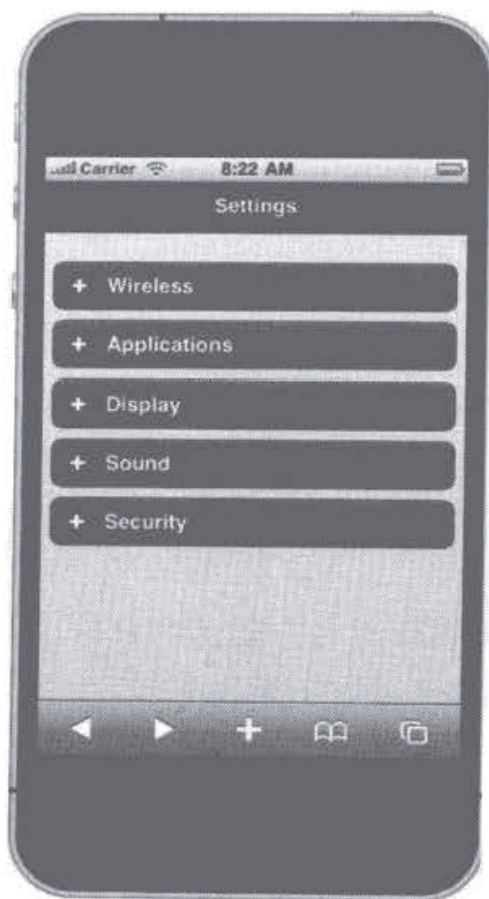 Carrier 8:22 AM
Settings
+ Wireless
+ Applications
+ Display
+ Sound
+ Security